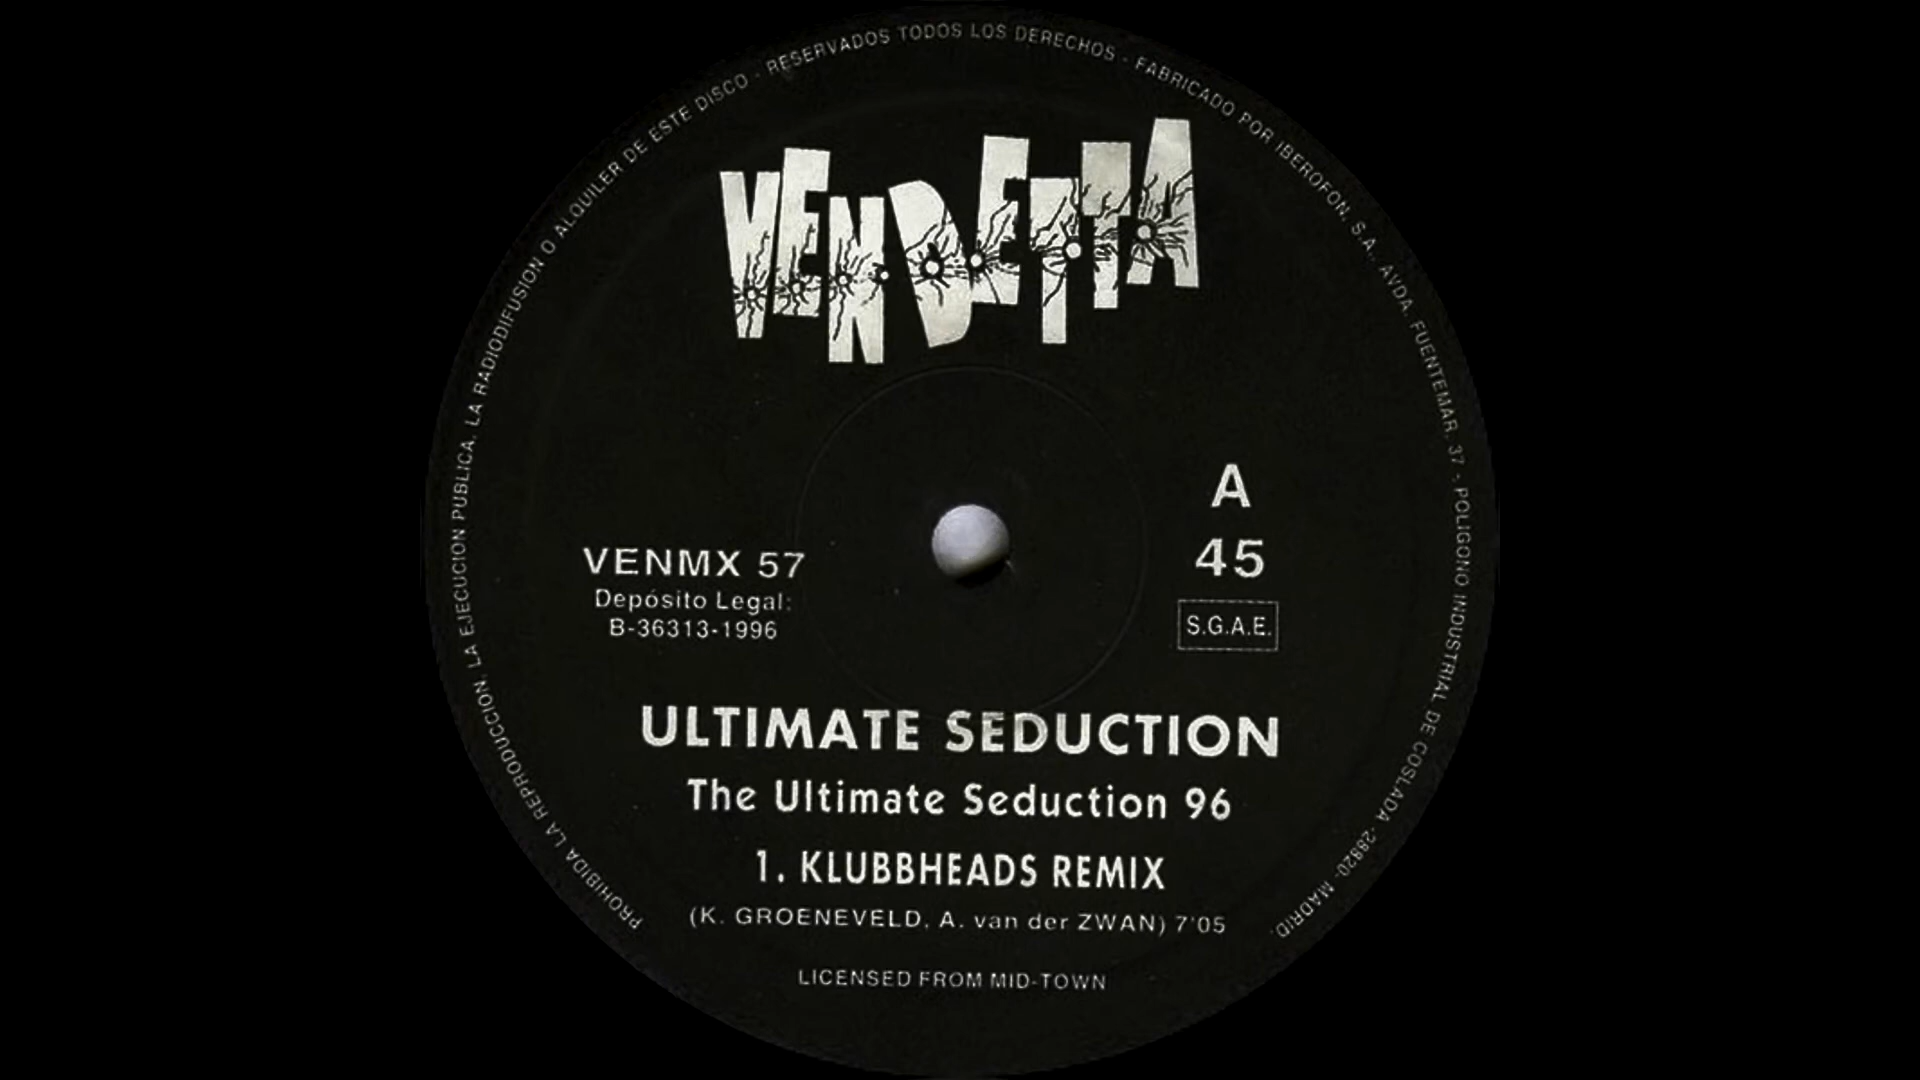 PROHIBIDA LA REPRODUCCION, LA EJECUCION PUBLICA, LA RADIODIFUSION O ALQUILER DE ESTE DISCO - RESERVADOS TODOS LOS DERECHOS - FABRICADO POR IBEROFON, S.A., AVDA. FUENTEMAR, 37 - POLIGONO INDUSTRIAL DE COSLADA, 28820- MADRID.
VENDETTA
A
45
S.G.A.E.
VENMX 57
Depósito Legal:
B-36313-1996
ULTIMATE SEDUCTION
The Ultimate Seduction 96
1. KLUBBHEADS REMIX
(K. GROENEVELD, A. van der ZWAN) 7'05
LICENSED FROM MID-TOWN